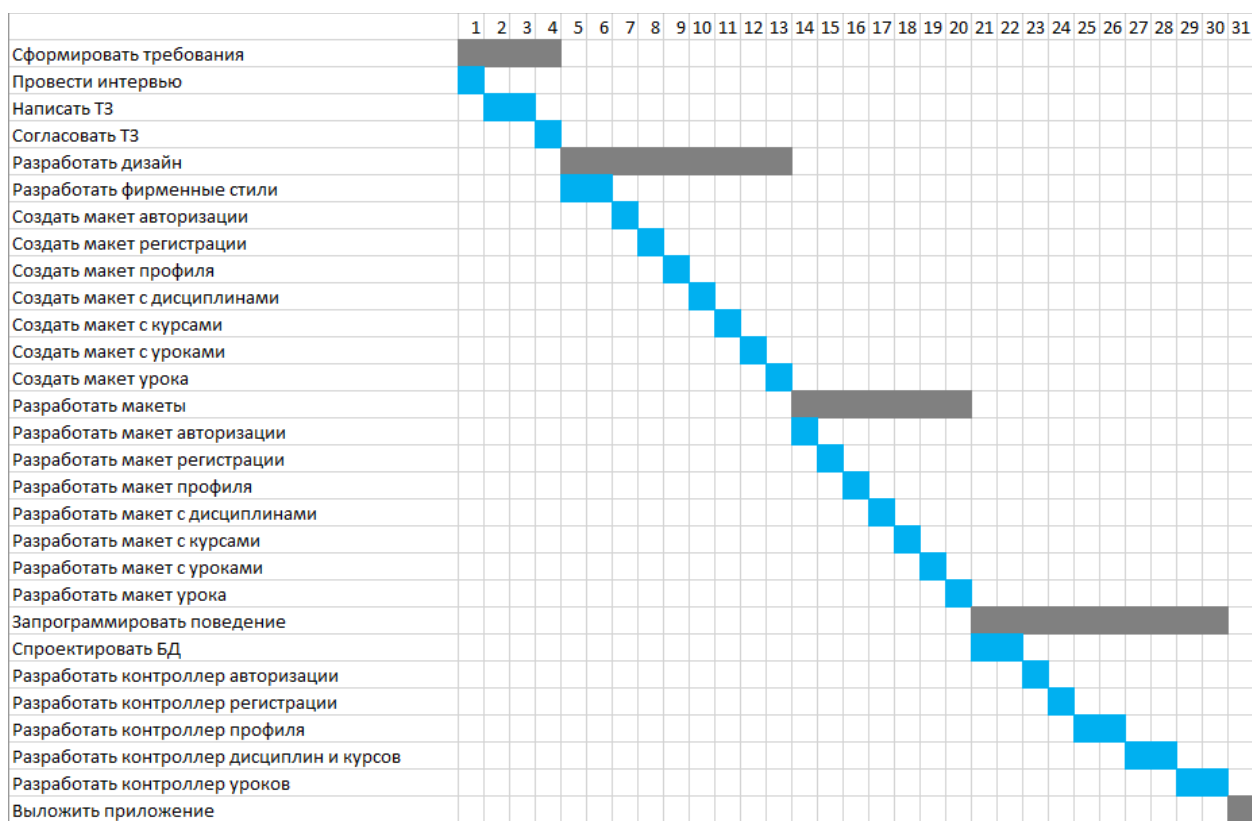 1 2 3 4 5 6 7 8 9 10 11 12 13 14 15 16 17 18 19 20 21 22 23 24 25 26 27 28 29 30 31
Сформировать требования
Провести интервью
Написать ТЗ
Согласовать ТЗ
Разработать дизайн
Разработать фирменные стили
Создать макет авторизации
Создать макет регистрации
Создать макет профиля
Создать макет с дисциплинами
Создать макет с курсами
Создать макет с уроками
Создать макет урока
Разработать макеты
Разработать макет авторизации
Разработать макет регистрации
Разработать макет профиля
Разработать макет с дисциплинами
Разработать макет с курсами
Разработать макет с уроками
Разработать макет урока
Запрограммировать поведение
Спроектировать БД
Разработать контроллер авторизации
Разработать контроллер регистрации
Разработать контроллер профиля
Разработать контроллер дисциплин и курсов
Разработать контроллер уроков
Выложить приложение